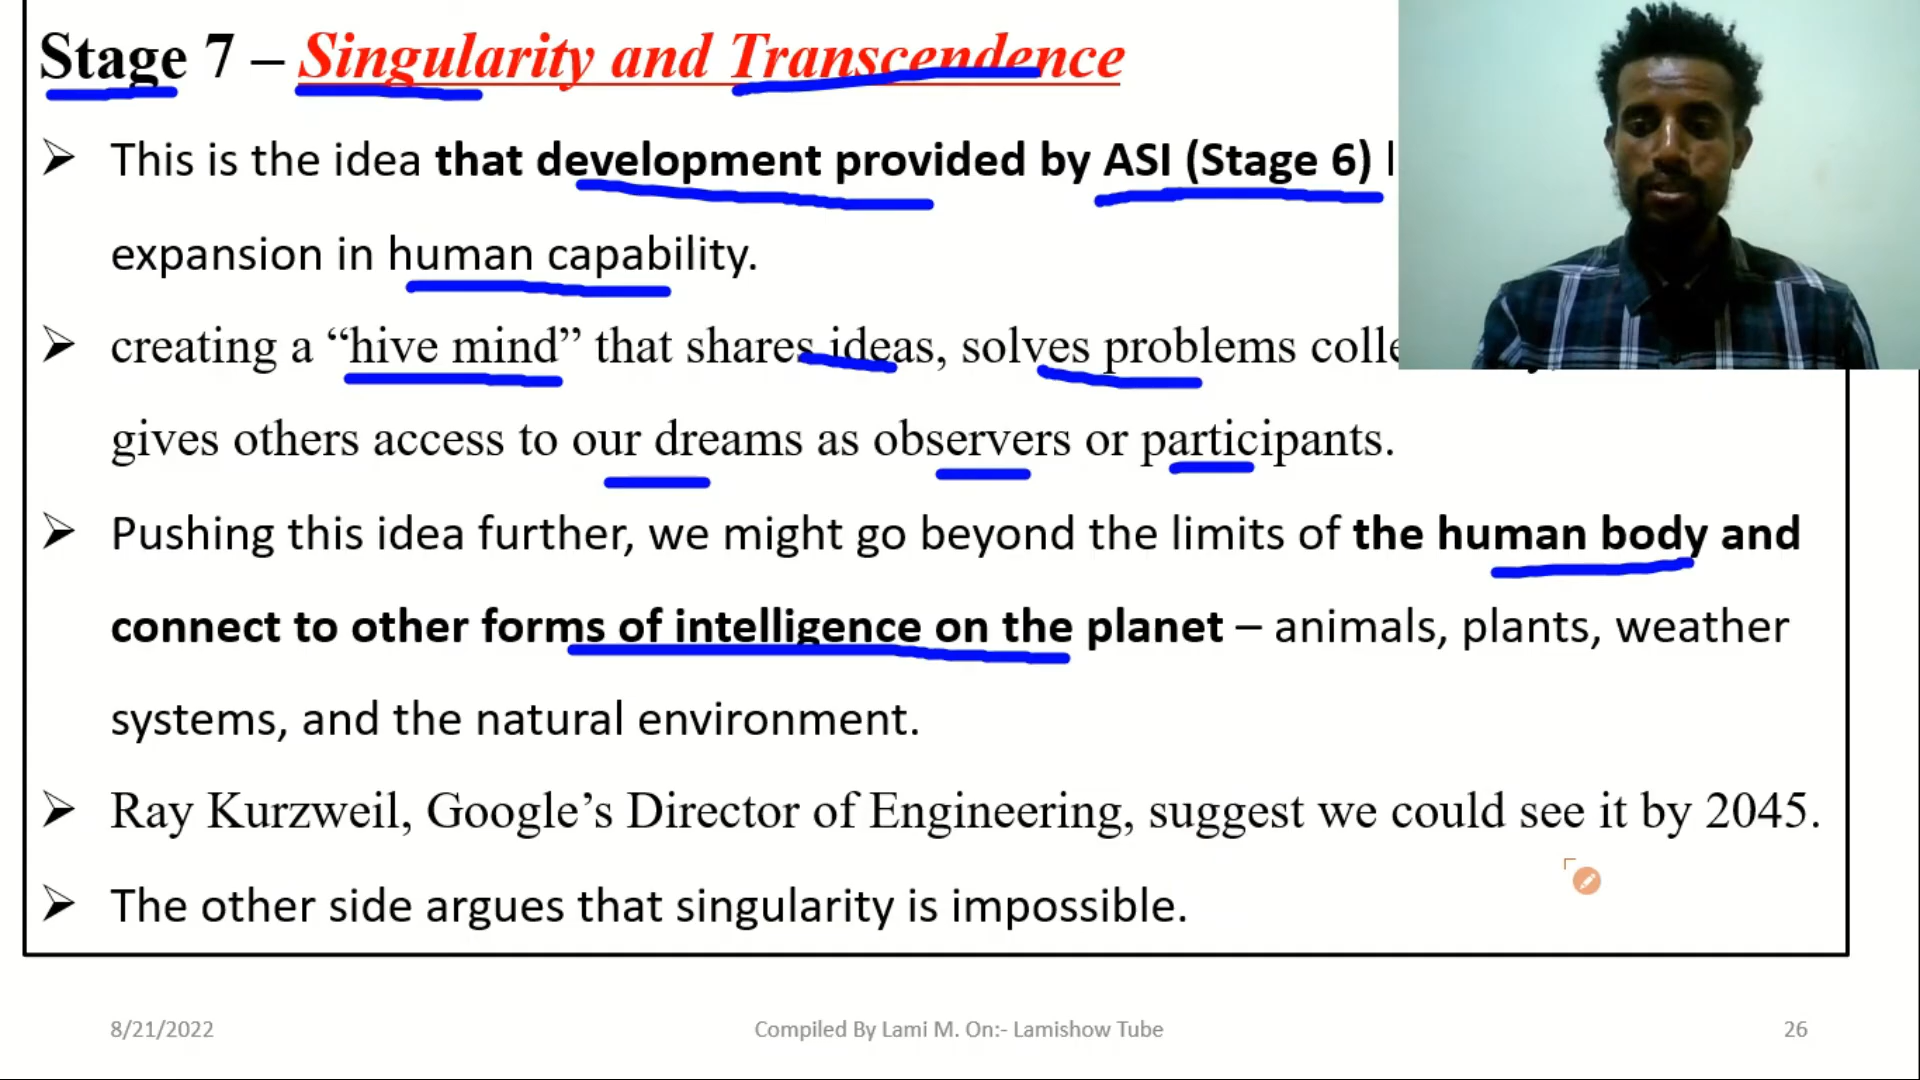 Stage 7 – Singularity and Transcendence
➢ This is the idea that development provided by ASI (Stage 6)
expansion in human capability.
➢ creating a “hive mind” that shares ideas, solves problems
gives others access to our dreams as observers or participants.
➢ Pushing this idea further, we might go beyond the limits of the human body and
connect to other forms of intelligence on the planet – animals, plants, weather
systems, and the natural environment.
➢ Ray Kurzweil, Google’s Director of Engineering, suggest we could see it by 2045.
➢ The other side argues that singularity is impossible.
8/21/2022
Compiled By Lami M. On:- Lamishow Tube
26